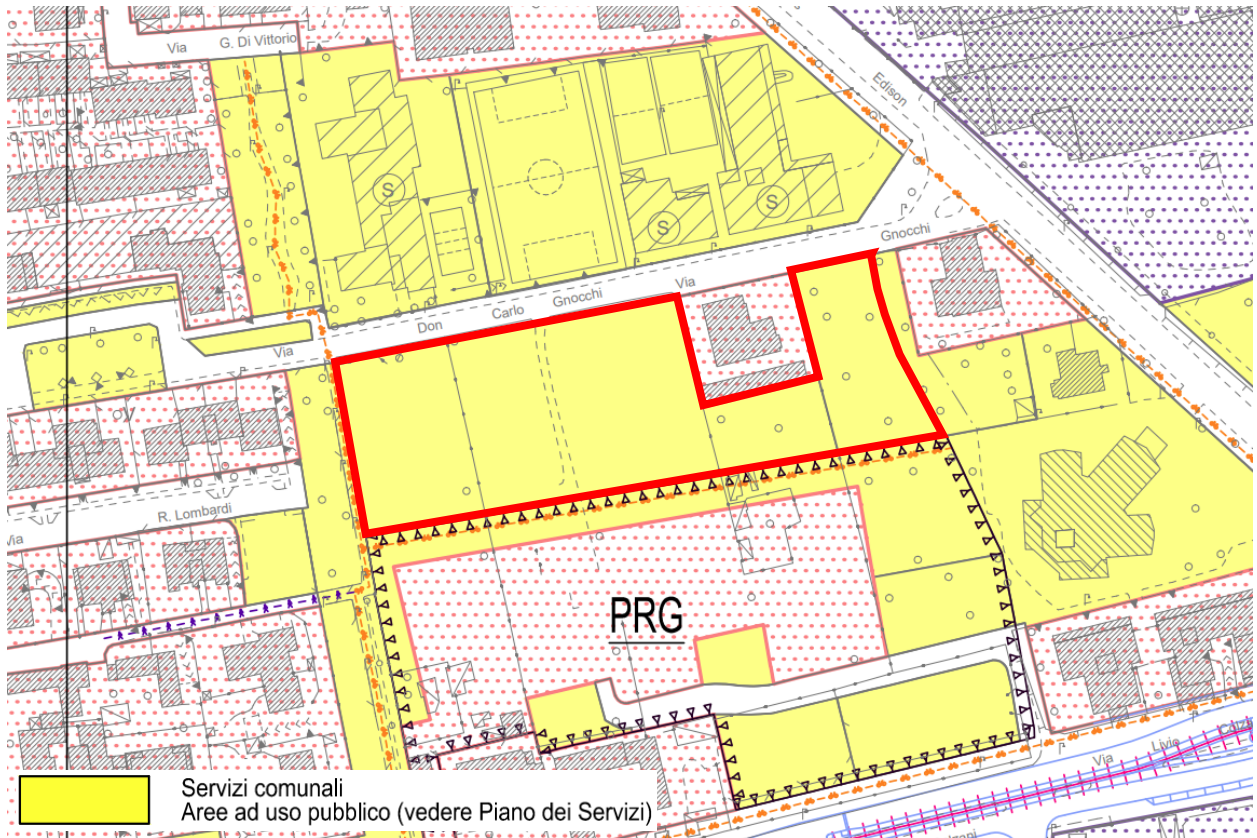 Via G. Di Vittorio
Edison
S
S
S
Gnocchi
Via
Via Don Carlo Gnocchi
Via R. Lombardi
PRG
Via Livio
Servizi comunali
Aree ad uso pubblico (vedere Piano dei Servizi)